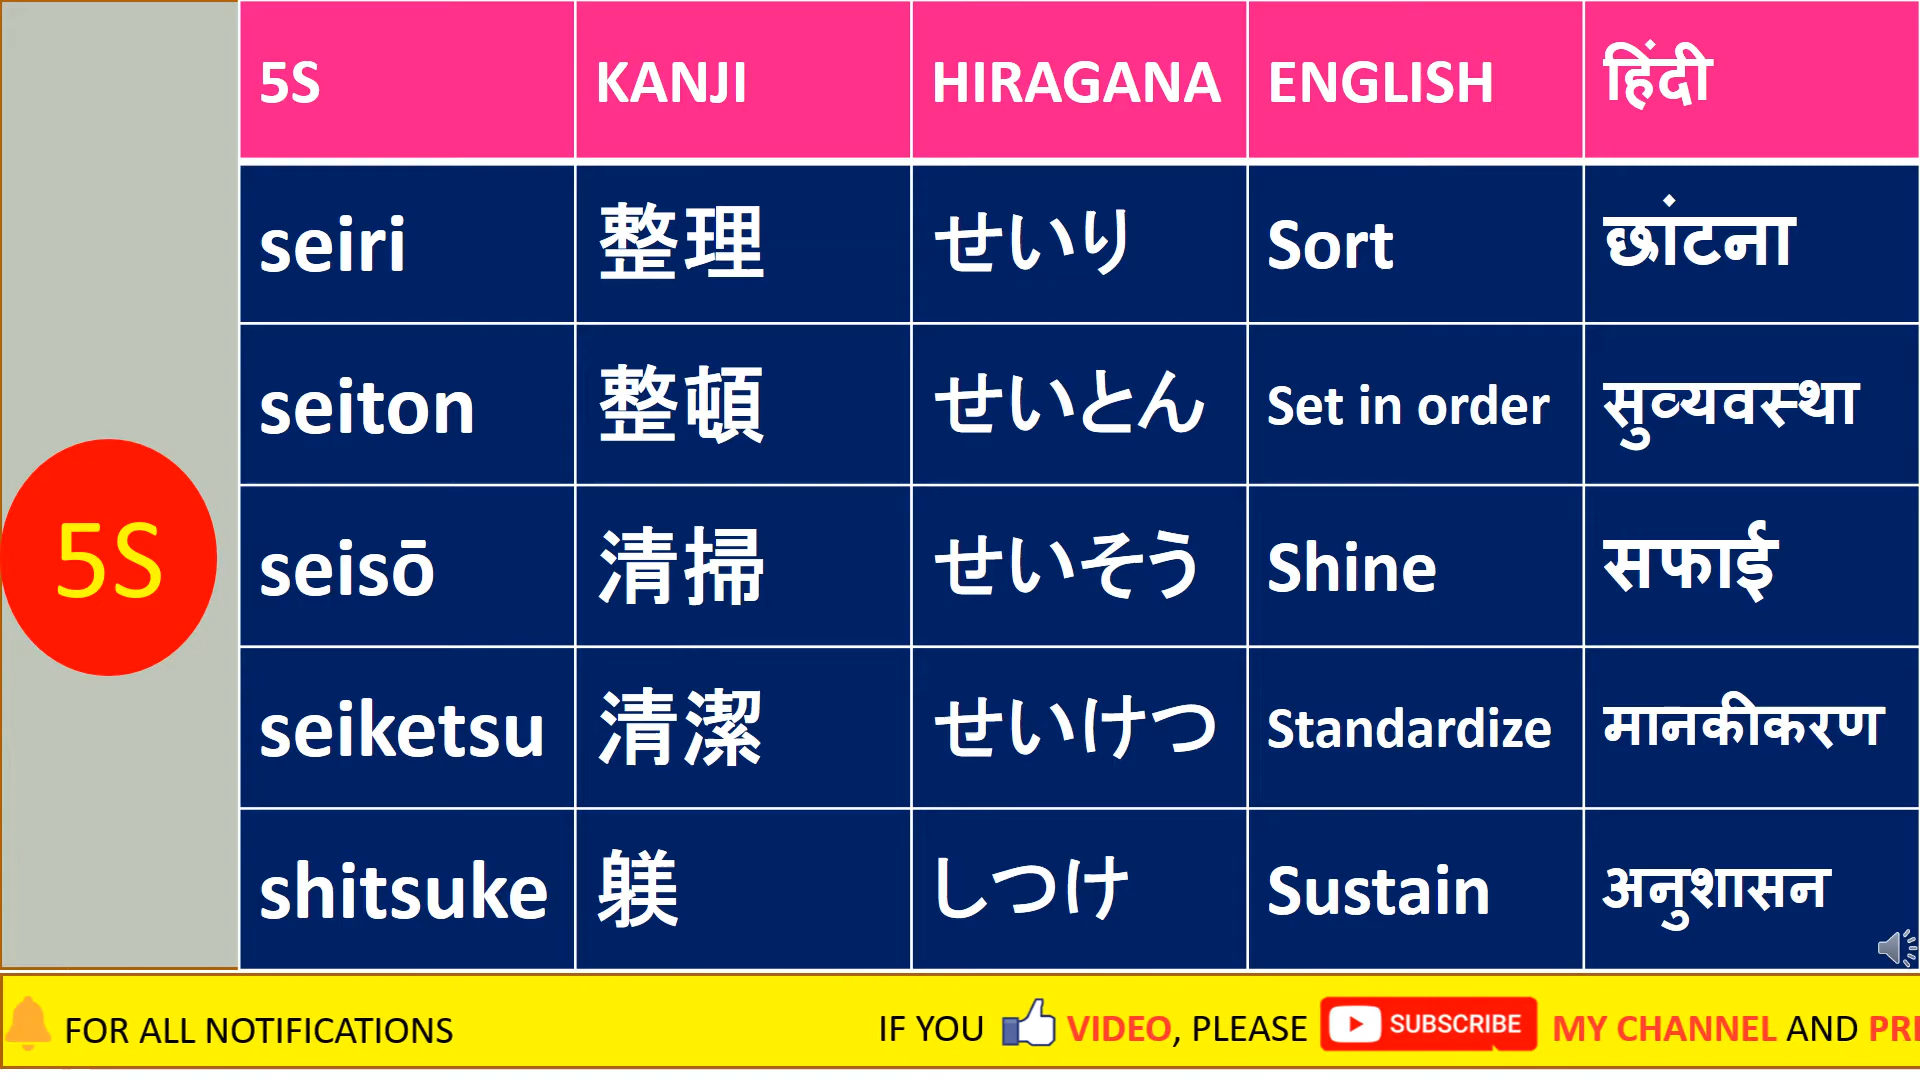 5S KANJI HIRAGANA ENGLISH हिंदी
seiri 整理 せいり Sort छांटना
seiton 整頓 せいとん Set in order सुव्यवस्था
5S
seisō 清掃 せいそう Shine सफाई
seiketsu 清潔 せいけつ Standardize मानकीकरण
shitsuke 躾 しつけ Sustain अनुशासन
FOR ALL NOTIFICATIONS IF YOU VIDEO, PLEASE SUBSCRIBE MY CHANNEL AND PRE